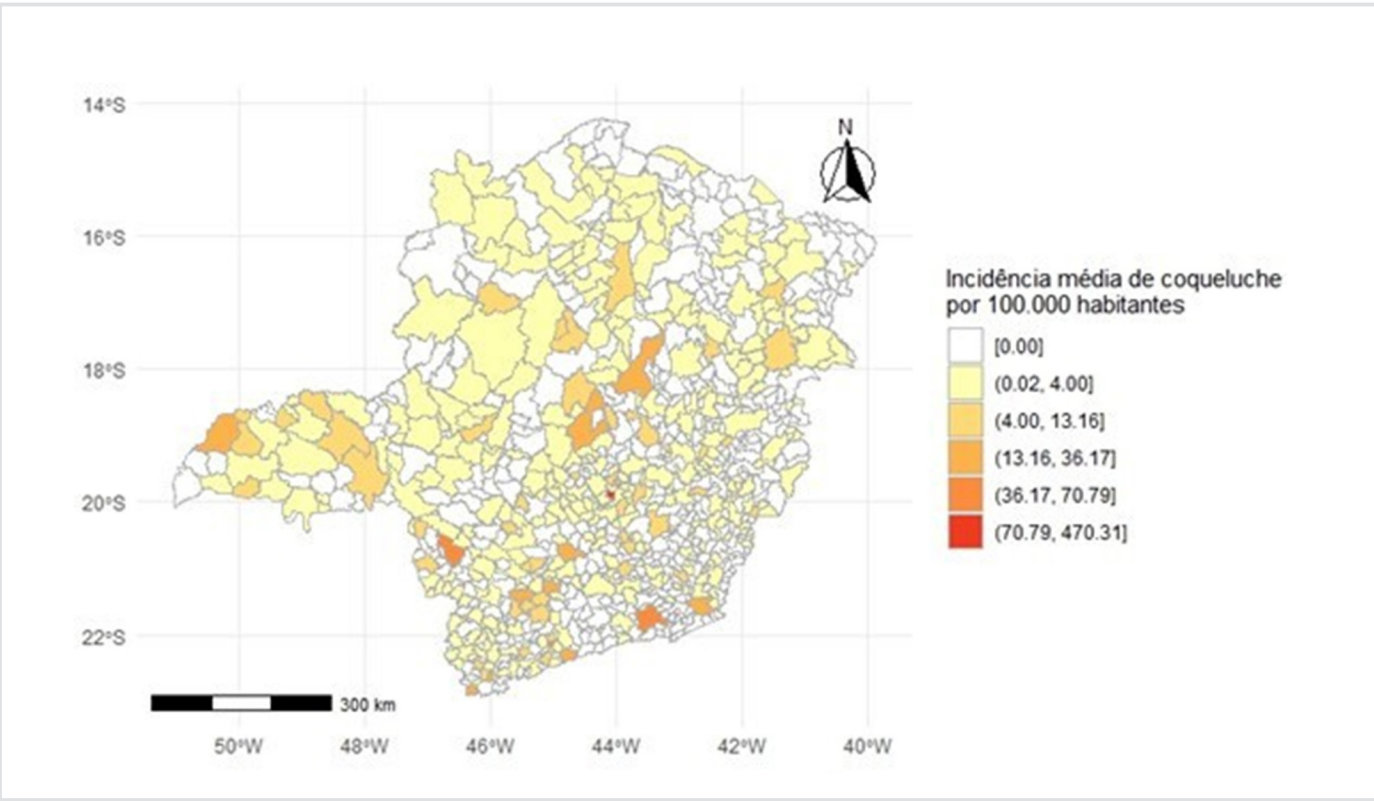 14°S
16°S
18°S
20°S
22°S
N
300 km
50°W
48°W
46°W
44°W
42°W
40°W
Incidência média de coqueluche
por 100.000 habitantes
[0.00]
(0.02, 4.00]
(4.00, 13.16]
(13.16, 36.17]
(36.17, 70.79]
(70.79, 470.31]